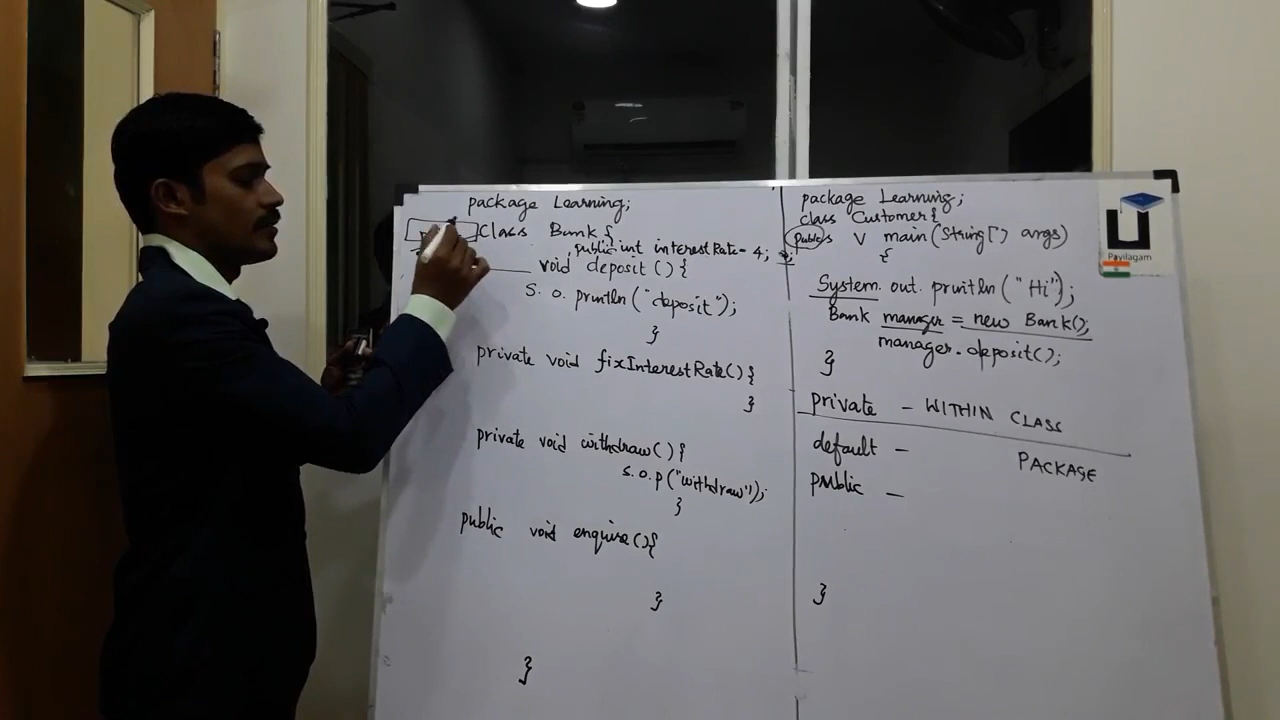 package Learning;
class Bank{
public int interestRate = 4;
void deposit () {
S. O. println ("deposit");
}
private void fixInterestRate() {
}
private void withdraw() {
S. O. p ("withdraw");
}
public void enquire () {
}
}
package Learning;
class Customer {
Public s V main (String[] args)
{
System. out. println ("Hi");
Bank manager = new Bank();
manager.deposit();
}
private - WITHIN CLASS
default - PACKAGE
public -
}
Payilagam